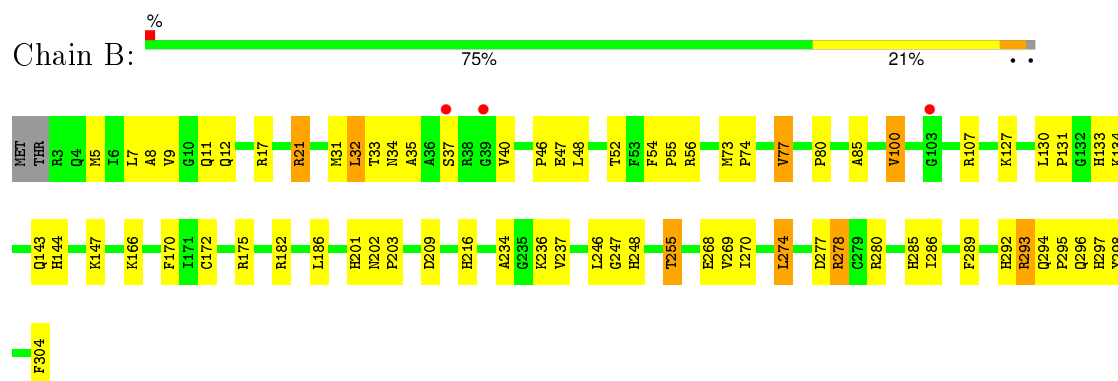 %
Chain B:
75% 21% • •
MET THR R3 Q4 M5 I6 L7 A8 V9 G10 Q11 Q12 R17 R21 M31 L32 T33 N34 A35 A36 S37 R38 G39 V40 P46 E47 L48 T52 F53 F54 P55 R56 M73 P74 V77 P80 A85 V100 G103 R107 K127 L130 P131 G132 H133 K134
Q143 H144 K147 K166 F170 I171 C172 R175 R182 L186 H201 N202 P203 D209 H216 A234 G235 K236 V237 L246 G247 H248 T255 E268 V269 I270 L274 D277 R278 C279 R280 H285 I286 F289 H292 R293 Q294 P295 Q296 H297
F304